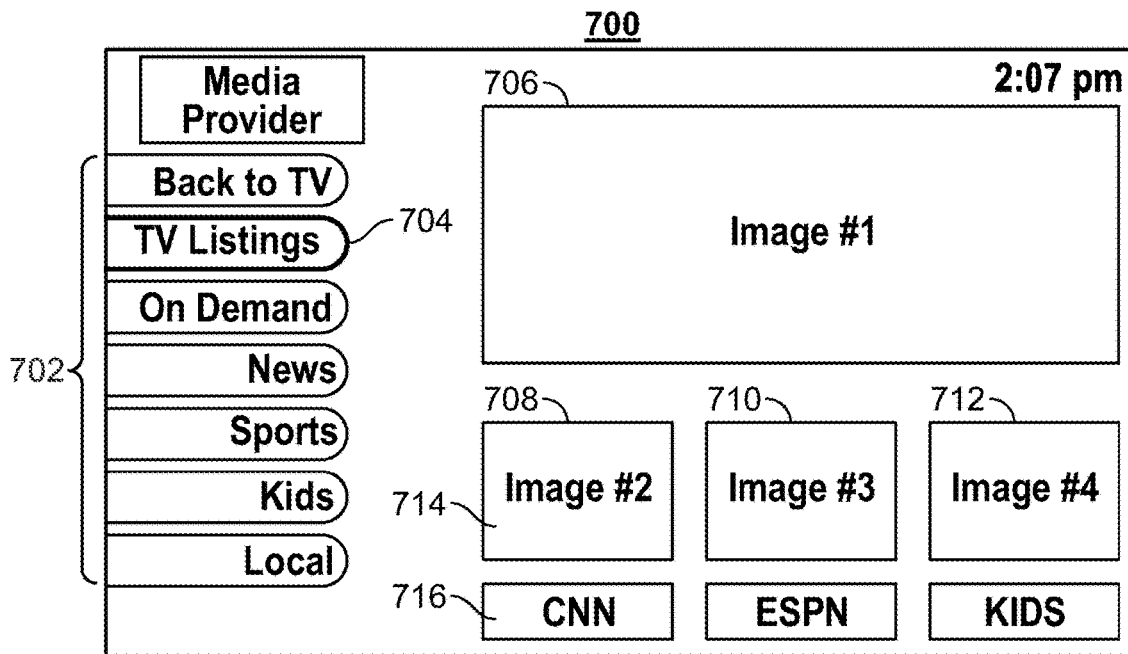 700
Media
Provider
2:07 pm
706
Back to TV
TV Listings
704
Image #1
On Demand
702
News
Sports
Kids
Local
708
710
712
Image #2
Image #3
Image #4
714
716
CNN
ESPN
KIDS